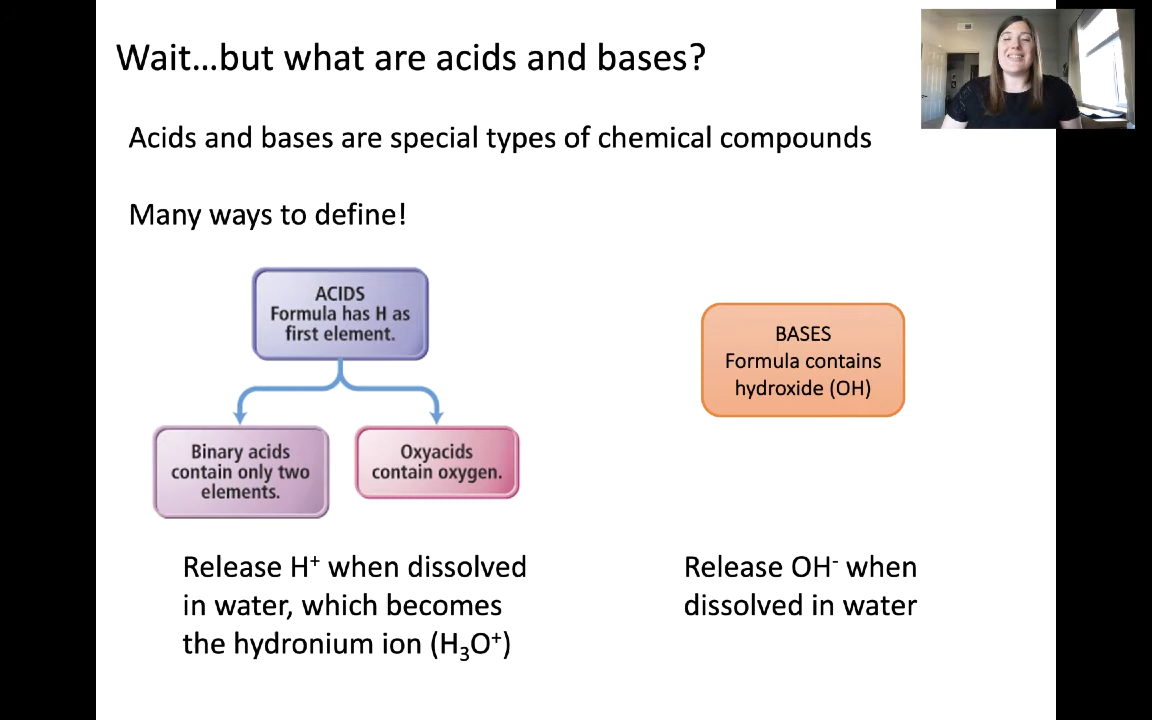 Wait...but what are acids and bases?
Acids and bases are special types of chemical compounds
Many ways to define!
ACIDS
Formula has H as
first element.
Binary acids
contain only two
elements.
Oxyacids
contain oxygen.
Release H⁺ when dissolved
in water, which becomes
the hydronium ion (H₃O⁺)
BASES
Formula contains
hydroxide (OH)
Release OH⁻ when
dissolved in water